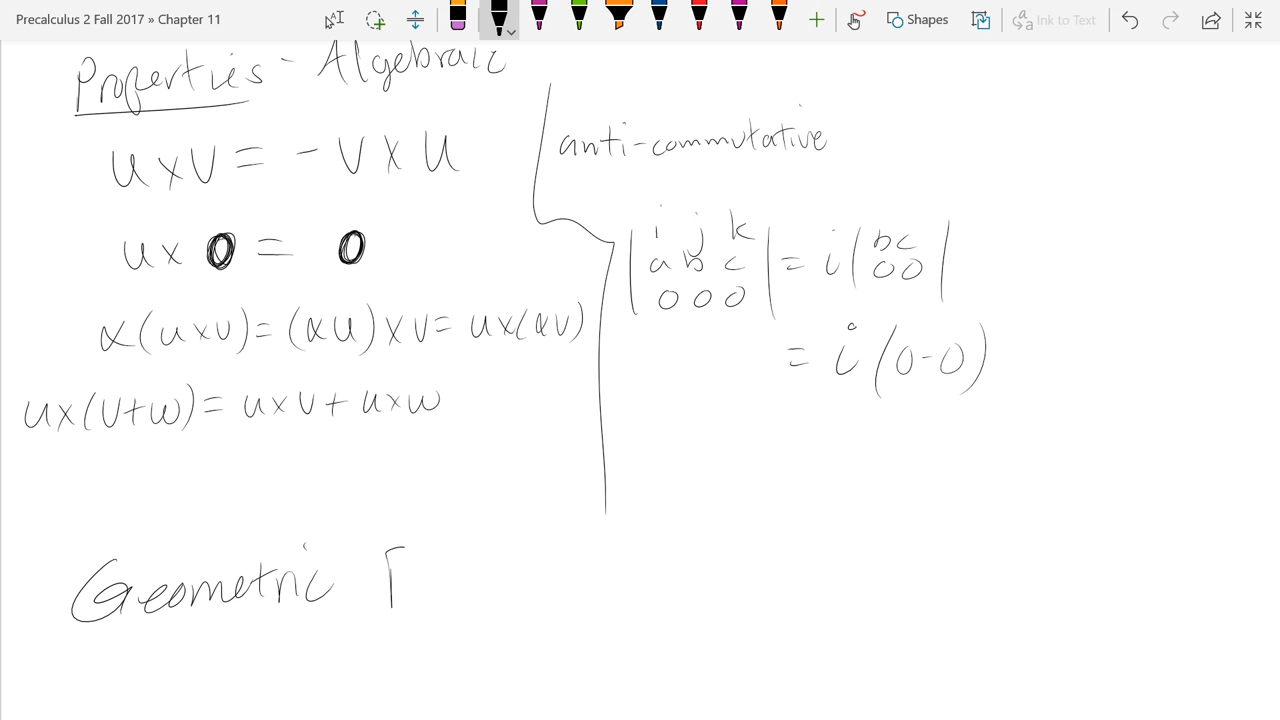 Precalculus 2 Fall 2017 » Chapter 11
Shapes
Ink to Text
Properties - Algebraic
u x v = - v x u
anti-commutative
u x 0 = 0
| i j k |
| a b c | = i | b c |
| 0 0 0 | | 0 0 |
α(u x v) = (αu) x v = u x (αv)
= i (0-0)
u x (v+w) = u x v + u x w
Geometric